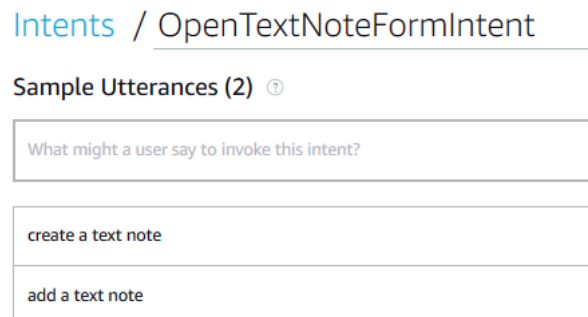 Intents / OpenTextNoteFormIntent
Sample Utterances (2) ?
What might a user say to invoke this intent?
create a text note
add a text note